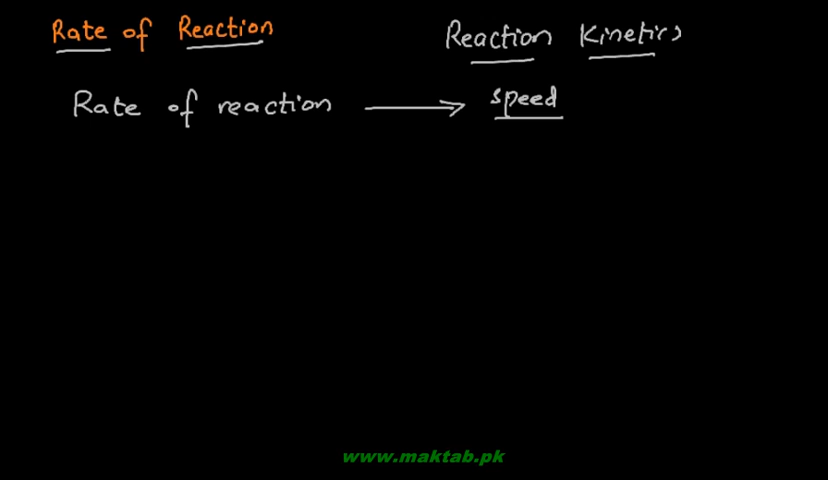 Rate of Reaction Reaction Kinetics
Rate of reaction → speed
www.maktab.pk